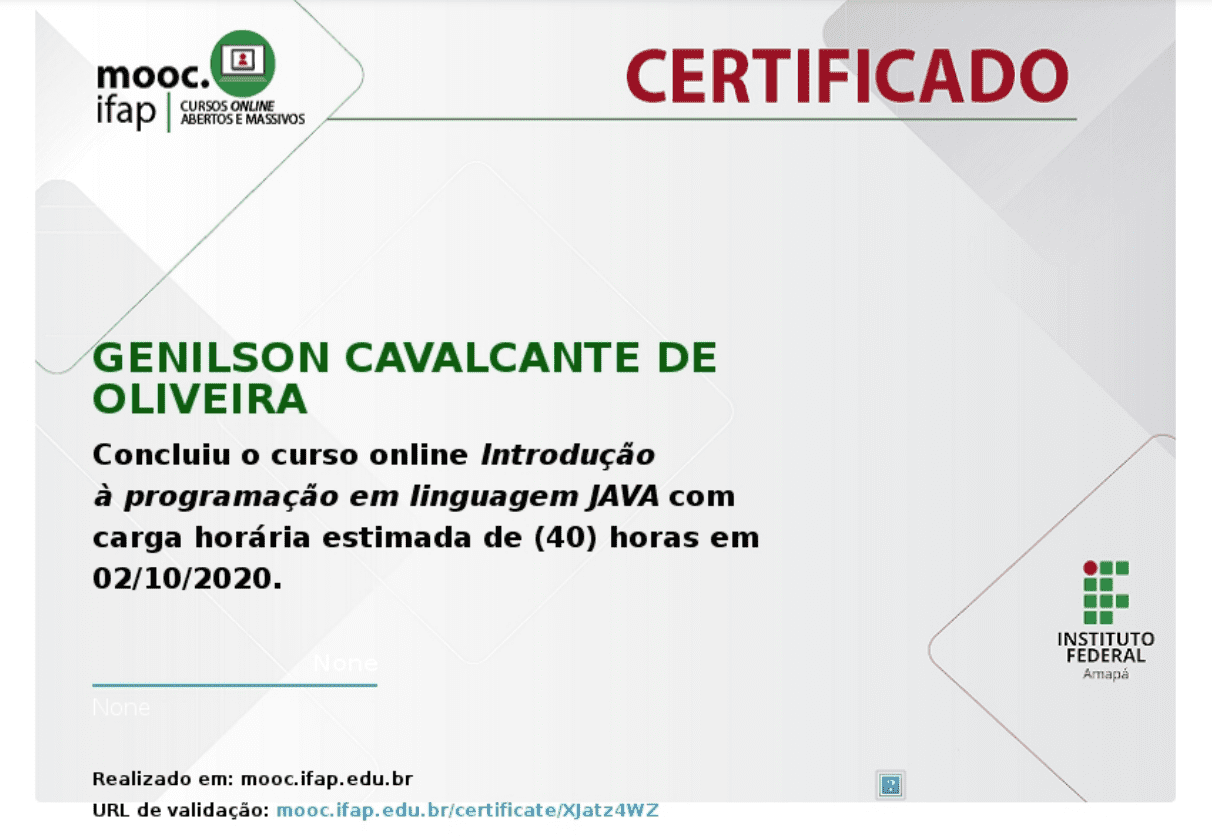 mooc.
ifap
CURSOS ONLINE
ABERTOS E MASSIVOS
CERTIFICADO
GENILSON CAVALCANTE DE
OLIVEIRA
Concluiu o curso online Introdução
à programação em linguagem JAVA com
carga horária estimada de (40) horas em
02/10/2020.
None
None
INSTITUTO
FEDERAL
Amapá
Realizado em: mooc.ifap.edu.br
?
URL de validação: mooc.ifap.edu.br/certificate/XJatz4WZ